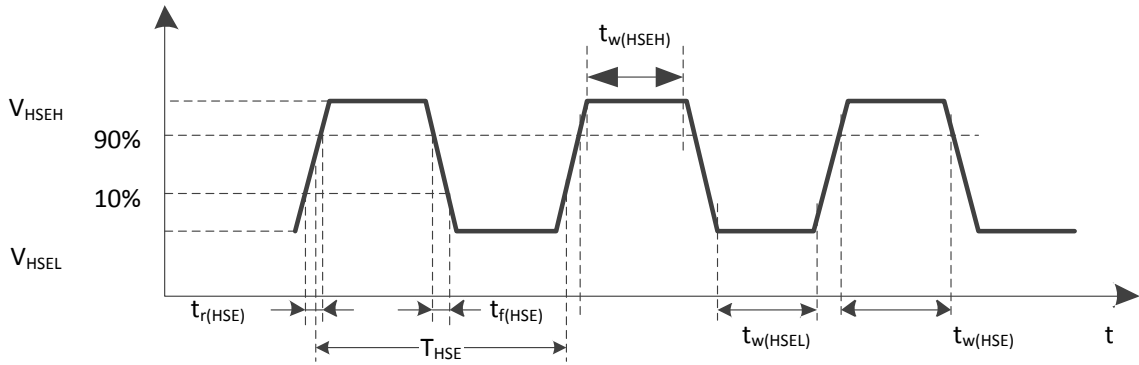 tw(HSEH)
VHSEH
90%
10%
VHSEL
tr(HSE)
tf(HSE)
THSE
tw(HSEL)
tw(HSE)
t